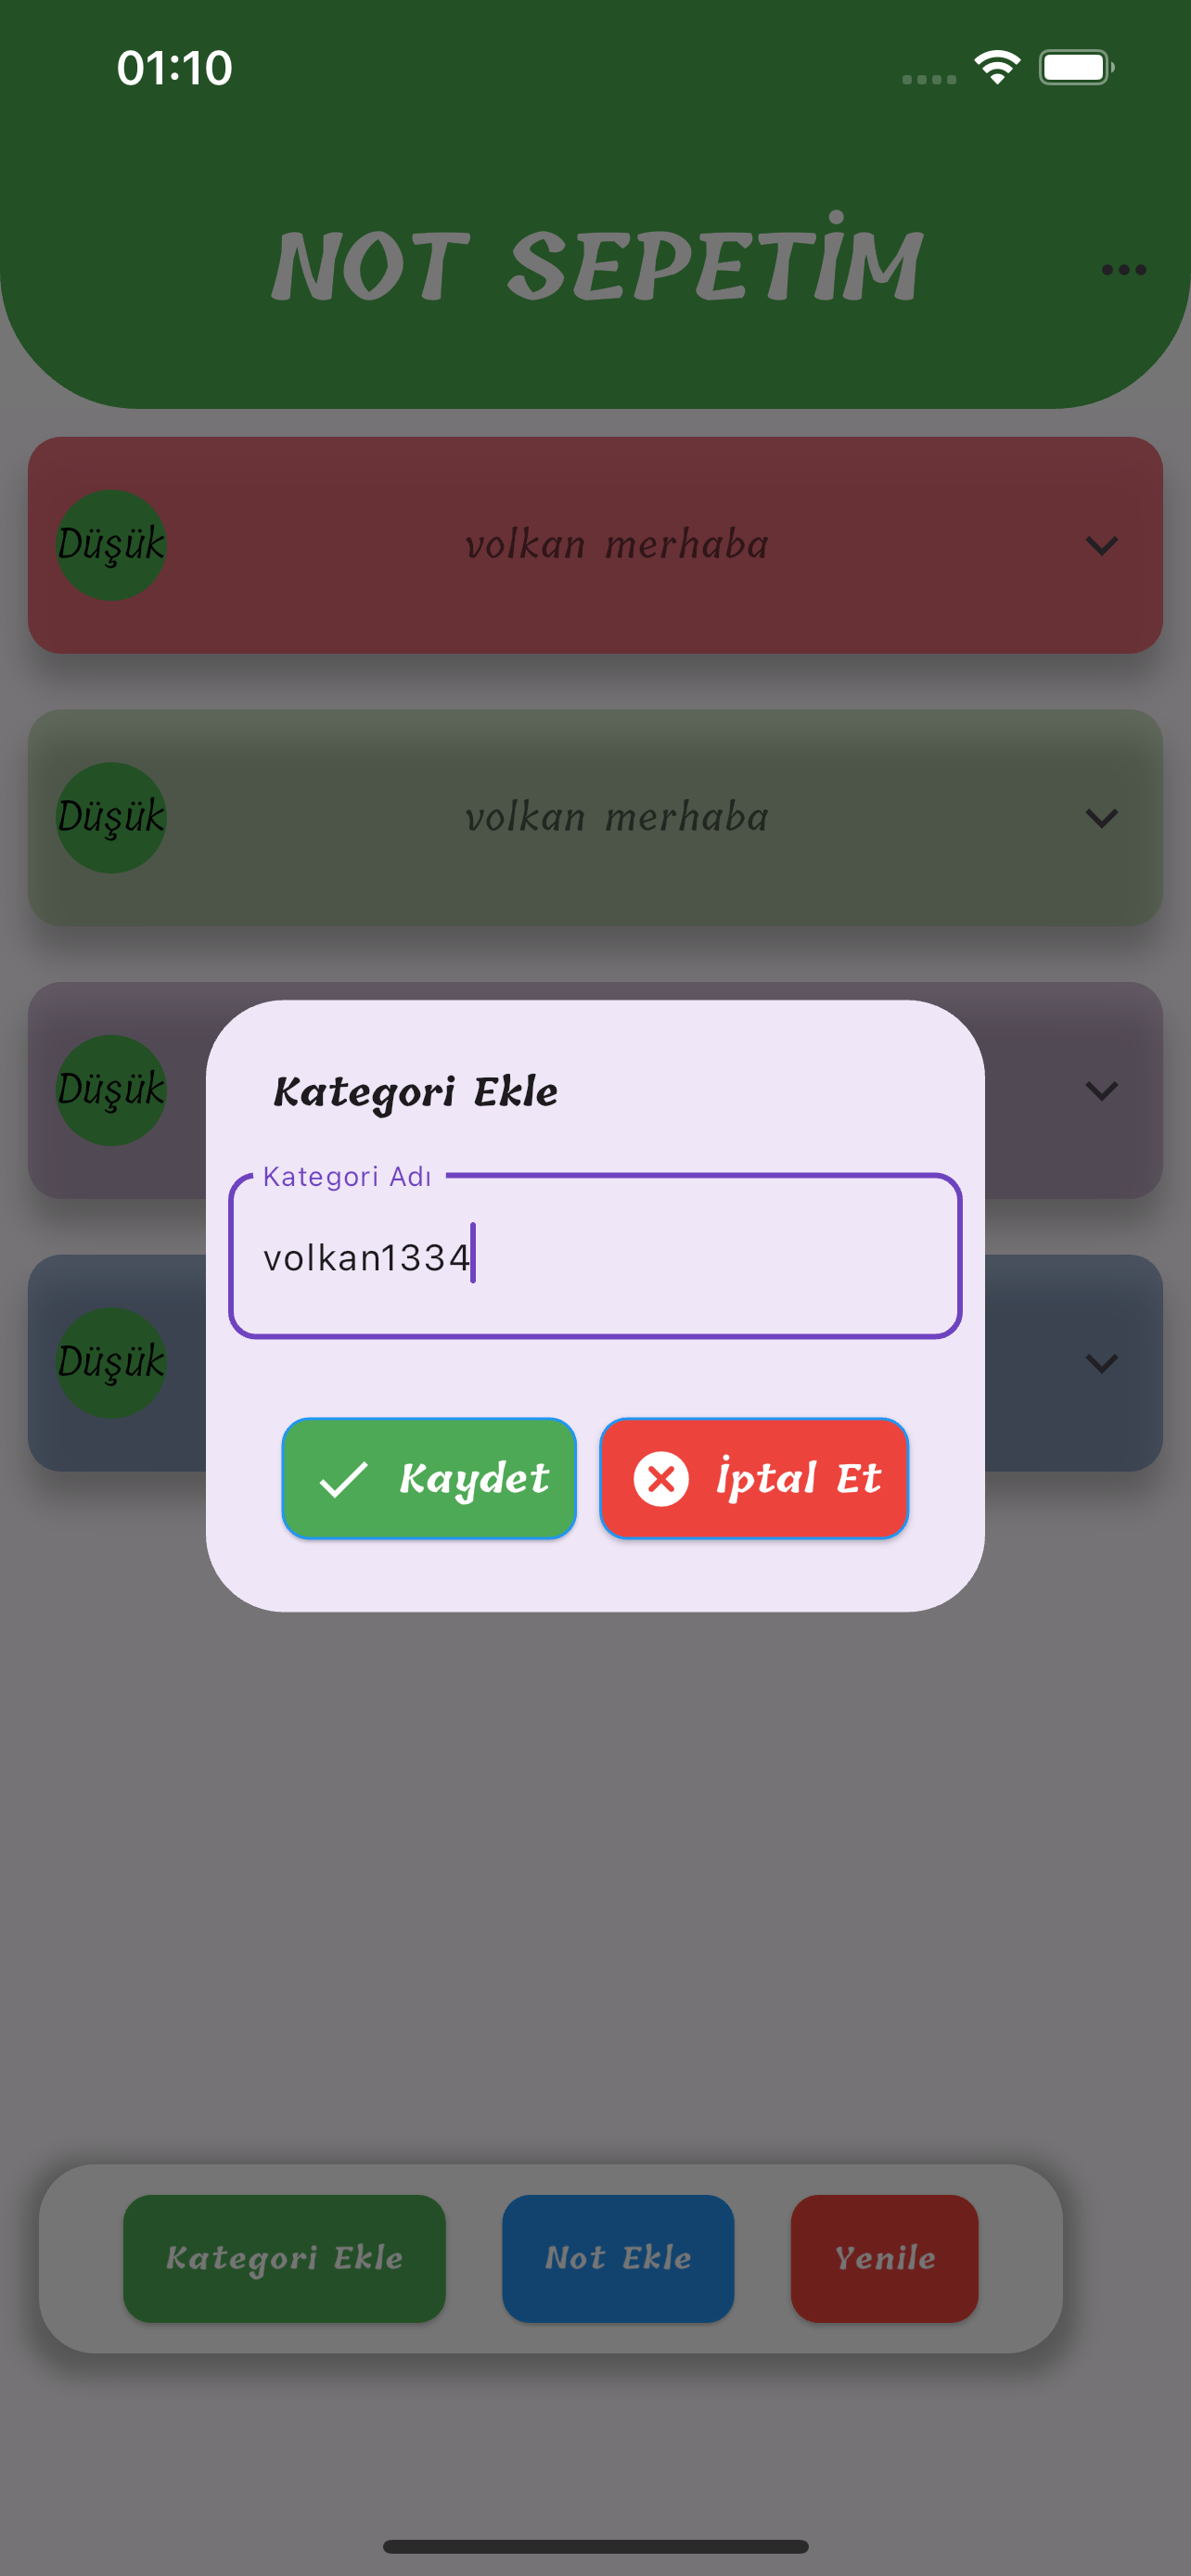 01:10
NOT SEPETİM
Düşük
volkan merhaba
Düşük
volkan merhaba
Düşük
Düşük
Kategori Ekle
Kategori Adı
volkan1334
Kaydet
İptal Et
Kategori Ekle
Not Ekle
Yenile